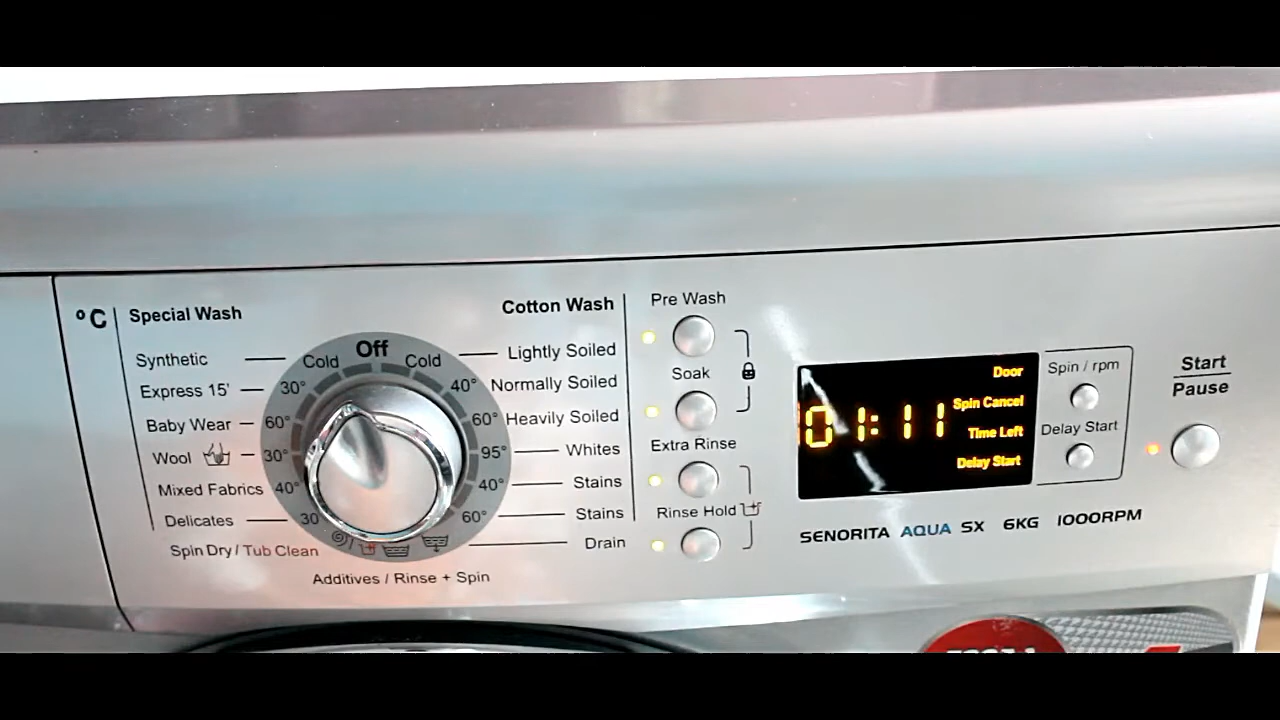 °C
Special Wash
Synthetic
Express 15'
Baby Wear
Wool
Mixed Fabrics
Delicates
Spin Dry / Tub Clean
Additives / Rinse + Spin
Off
Cold
30°
60°
30°
40°
30
Cold
40°
60°
95°
40°
60°
Cotton Wash
Lightly Soiled
Normally Soiled
Heavily Soiled
Whites
Stains
Stains
Drain
Pre Wash
Soak
Extra Rinse
Rinse Hold
01:11
Door
Spin Cancel
Time Left
Delay Start
Spin / rpm
Delay Start
Start
Pause
SENORITA AQUA SX 6KG 1000RPM